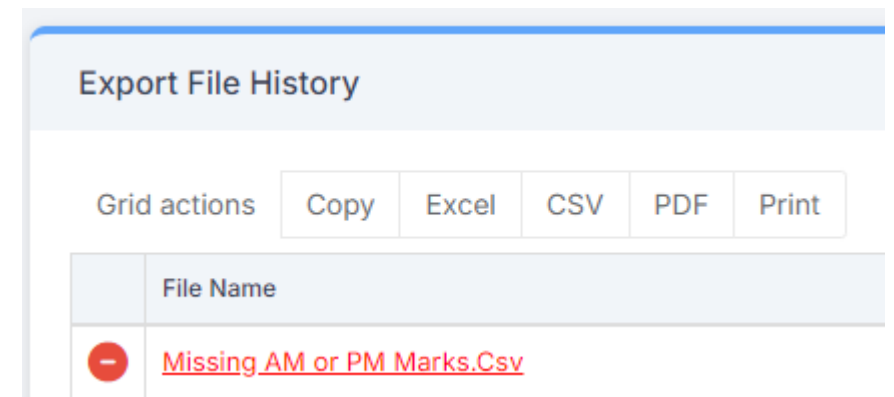 Export File History
Grid actions Copy Excel CSV PDF Print
File Name
Missing AM or PM Marks.Csv